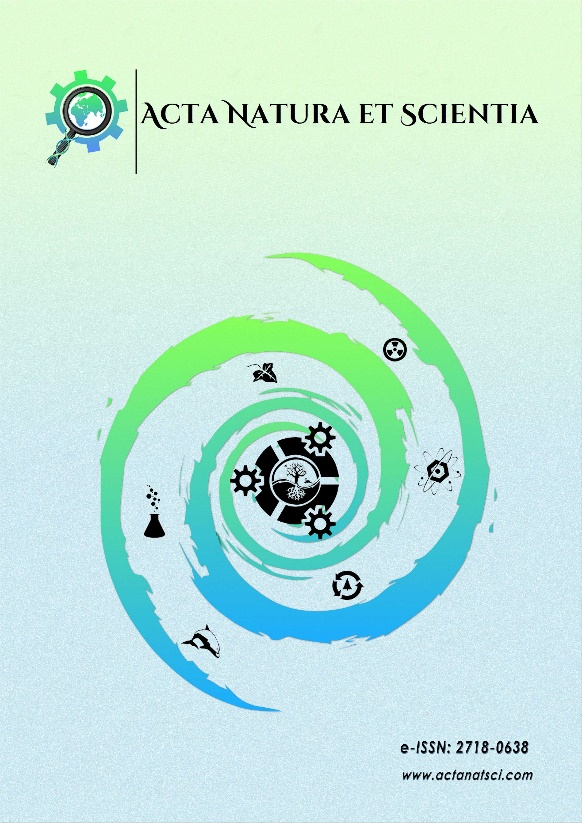 Acta Natura et Scientia
e-ISSN: 2718-0638
www.actanatsci.com